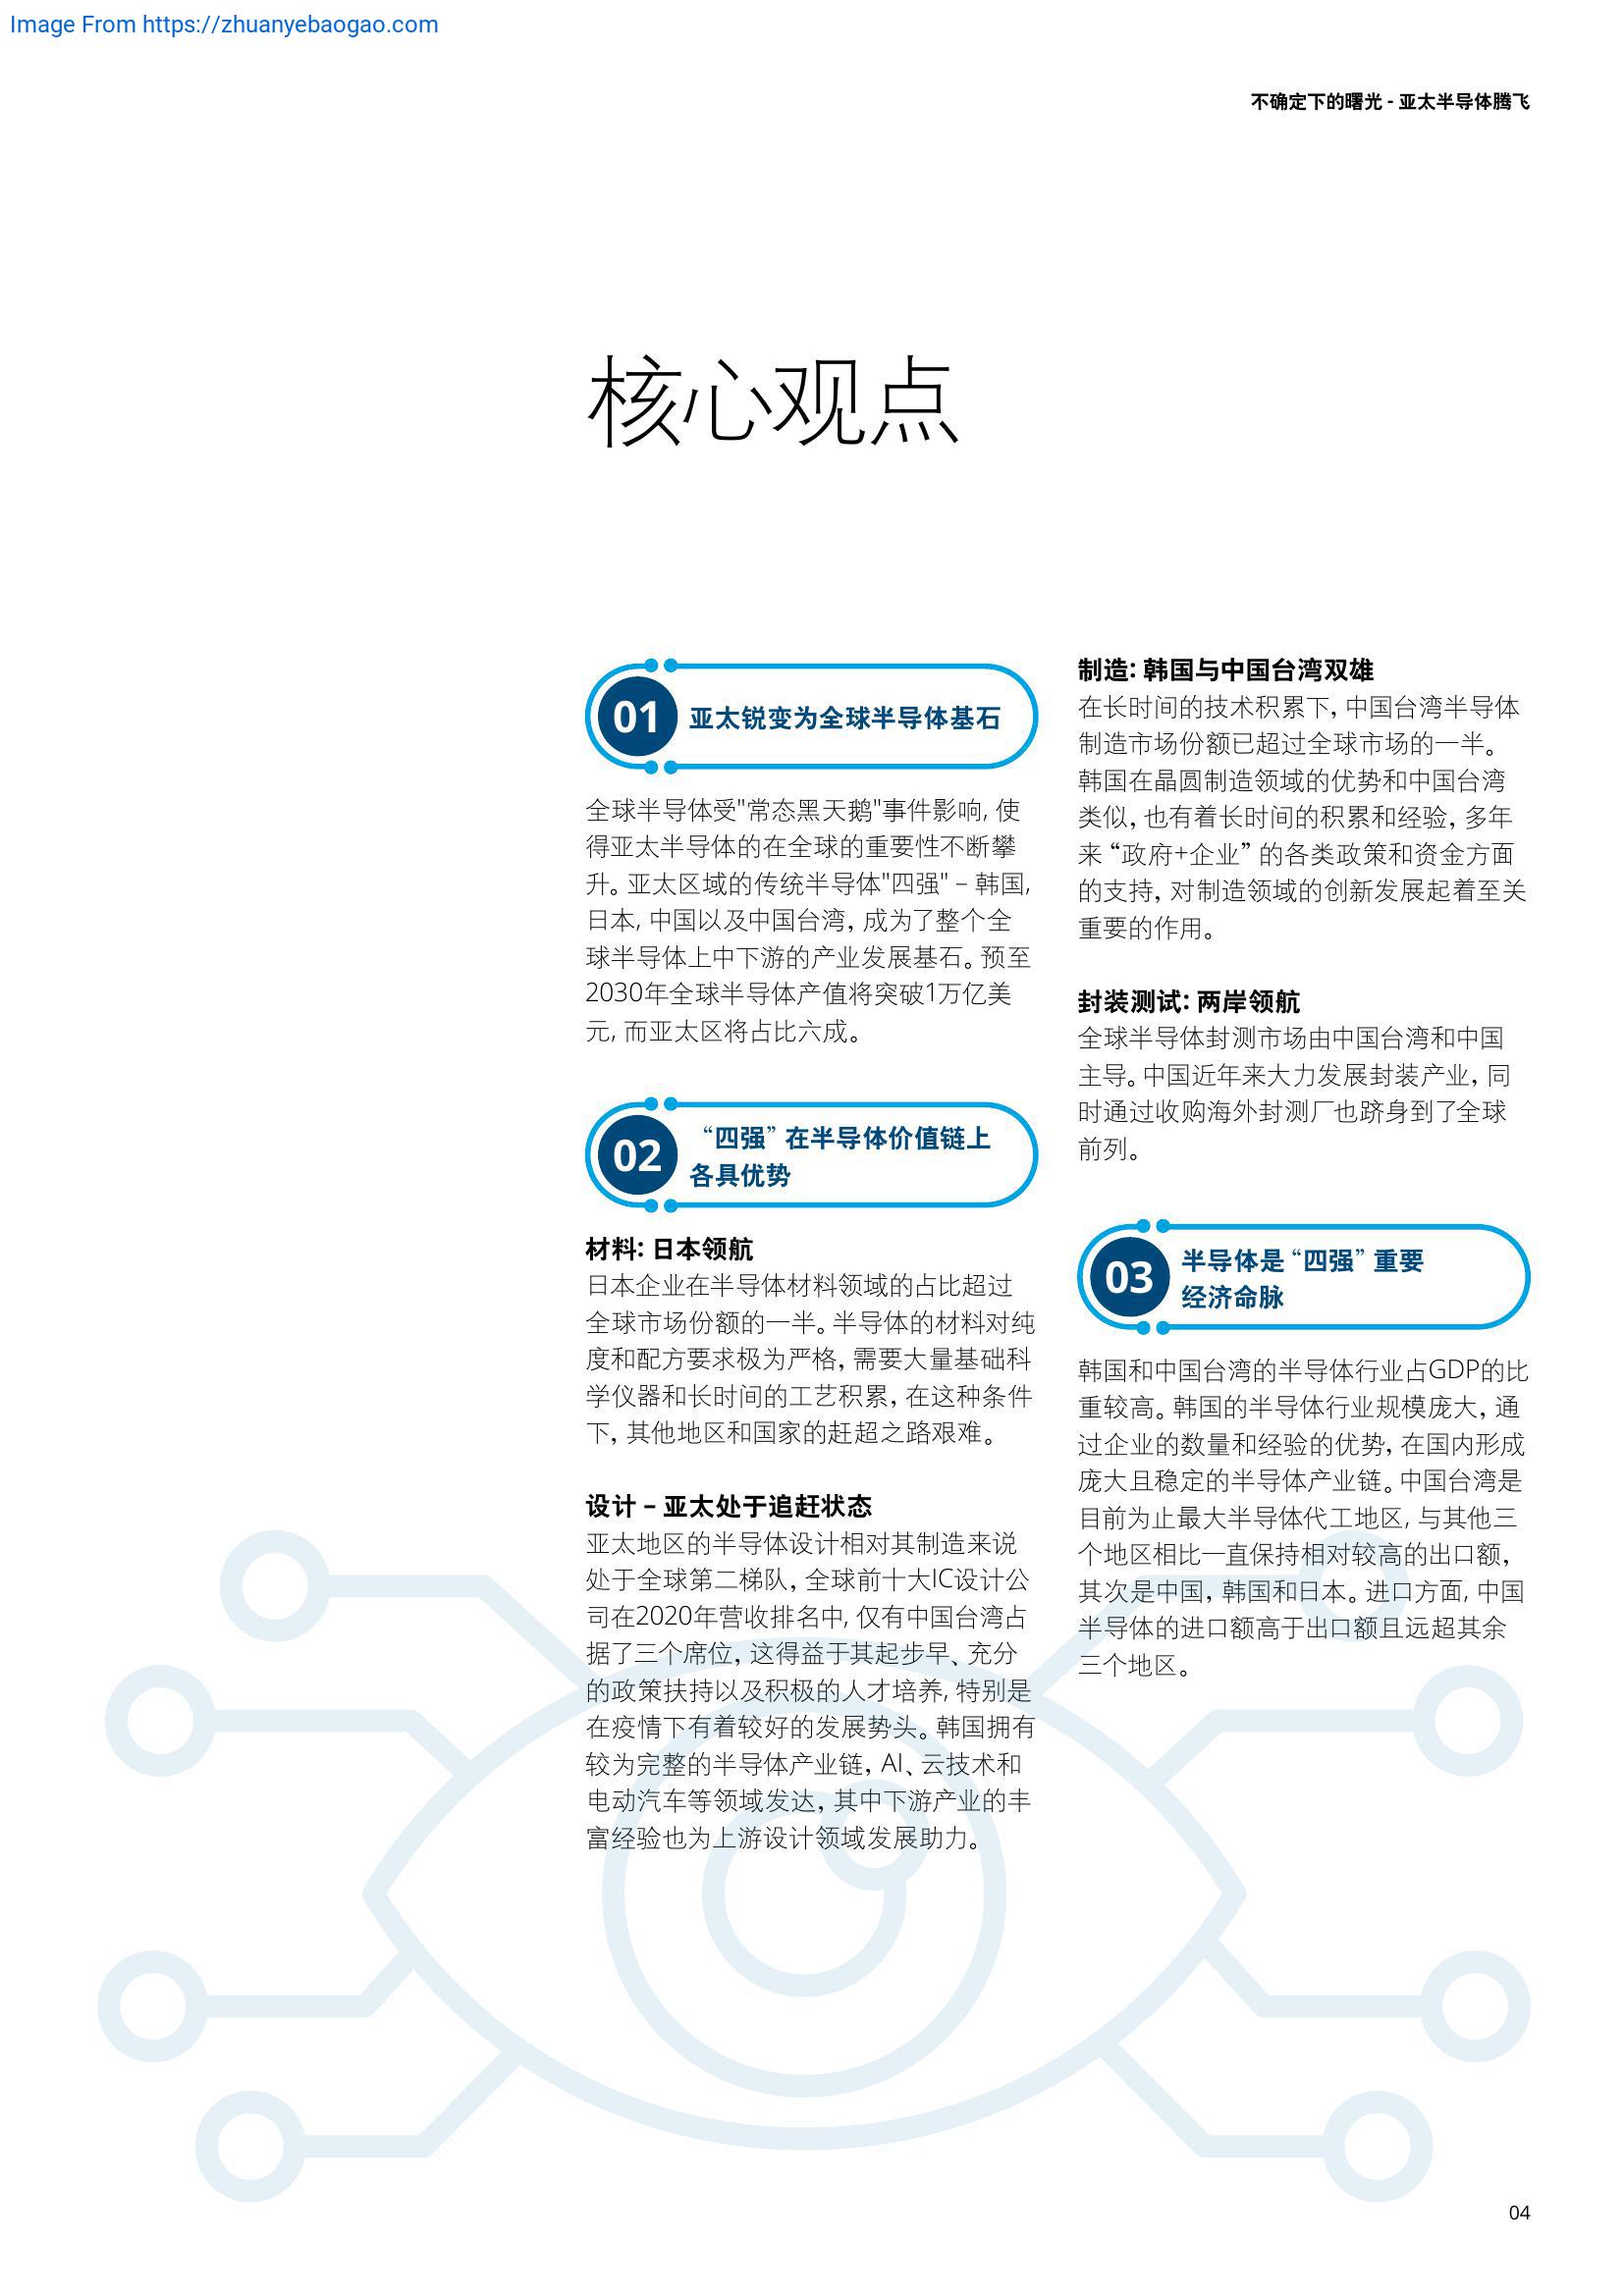 Image From https://zhuanyebaogao.com
不确定下的曙光 - 亚太半导体腾飞
核心观点
01
亚太锐变为全球半导体基石
全球半导体受"常态黑天鹅"事件影响, 使
得亚太半导体的在全球的重要性不断攀
升。亚太区域的传统半导体"四强" – 韩国,
日本, 中国以及中国台湾，成为了整个全
球半导体上中下游的产业发展基石。预至
2030年全球半导体产值将突破1万亿美
元, 而亚太区将占比六成。
02
“四强” 在半导体价值链上
各具优势
材料: 日本领航
日本企业在半导体材料领域的占比超过
全球市场份额的一半。半导体的材料对纯
度和配方要求极为严格，需要大量基础科
学仪器和长时间的工艺积累，在这种条件
下，其他地区和国家的赶超之路艰难。
设计 – 亚太处于追赶状态
亚太地区的半导体设计相对其制造来说
处于全球第二梯队，全球前十大IC设计公
司在2020年营收排名中, 仅有中国台湾占
据了三个席位，这得益于其起步早、充分
的政策扶持以及积极的人才培养, 特别是
在疫情下有着较好的发展势头。韩国拥有
较为完整的半导体产业链，AI、云技术和
电动汽车等领域发达，其中下游产业的丰
富经验也为上游设计领域发展助力。
制造: 韩国与中国台湾双雄
在长时间的技术积累下，中国台湾半导体
制造市场份额已超过全球市场的一半。
韩国在晶圆制造领域的优势和中国台湾
类似，也有着长时间的积累和经验，多年
来 “政府+企业” 的各类政策和资金方面
的支持，对制造领域的创新发展起着至关
重要的作用。
封装测试: 两岸领航
全球半导体封测市场由中国台湾和中国
主导。中国近年来大力发展封装产业，同
时通过收购海外封测厂也跻身到了全球
前列。
03
半导体是 “四强” 重要
经济命脉
韩国和中国台湾的半导体行业占GDP的比
重较高。韩国的半导体行业规模庞大，通
过企业的数量和经验的优势，在国内形成
庞大且稳定的半导体产业链。中国台湾是
目前为止最大半导体代工地区, 与其他三
个地区相比一直保持相对较高的出口额，
其次是中国，韩国和日本。进口方面, 中国
半导体的进口额高于出口额且远超其余
三个地区。
04